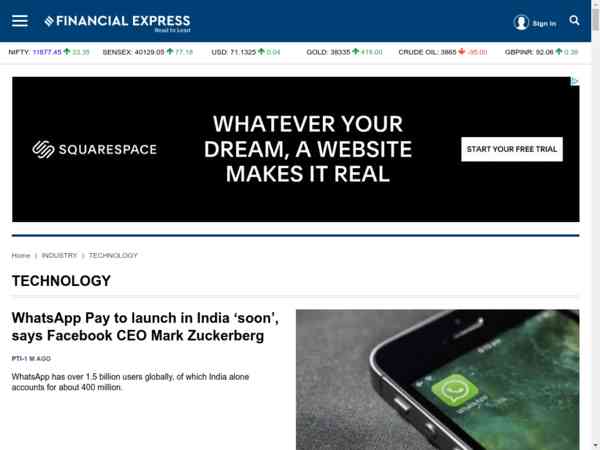 FINANCIAL EXPRESS
Read to Lead
Sign In
NIFTY: 11877.45 33.35 SENSEX: 40129.05 77.18 USD: 71.1325 0.04 GOLD: 38335 419.00 CRUDE OIL: 3865 -95.00 GBPINR: 92.06 0.39
SQUARESPACE
WHATEVER YOUR
DREAM, A WEBSITE
MAKES IT REAL
START YOUR FREE TRIAL
Home | INDUSTRY | TECHNOLOGY
TECHNOLOGY
WhatsApp Pay to launch in India ‘soon’,
says Facebook CEO Mark Zuckerberg
PTI-1 M AGO
WhatsApp has over 1.5 billion users globally, of which India alone
accounts for about 400 million.
WhatsApp